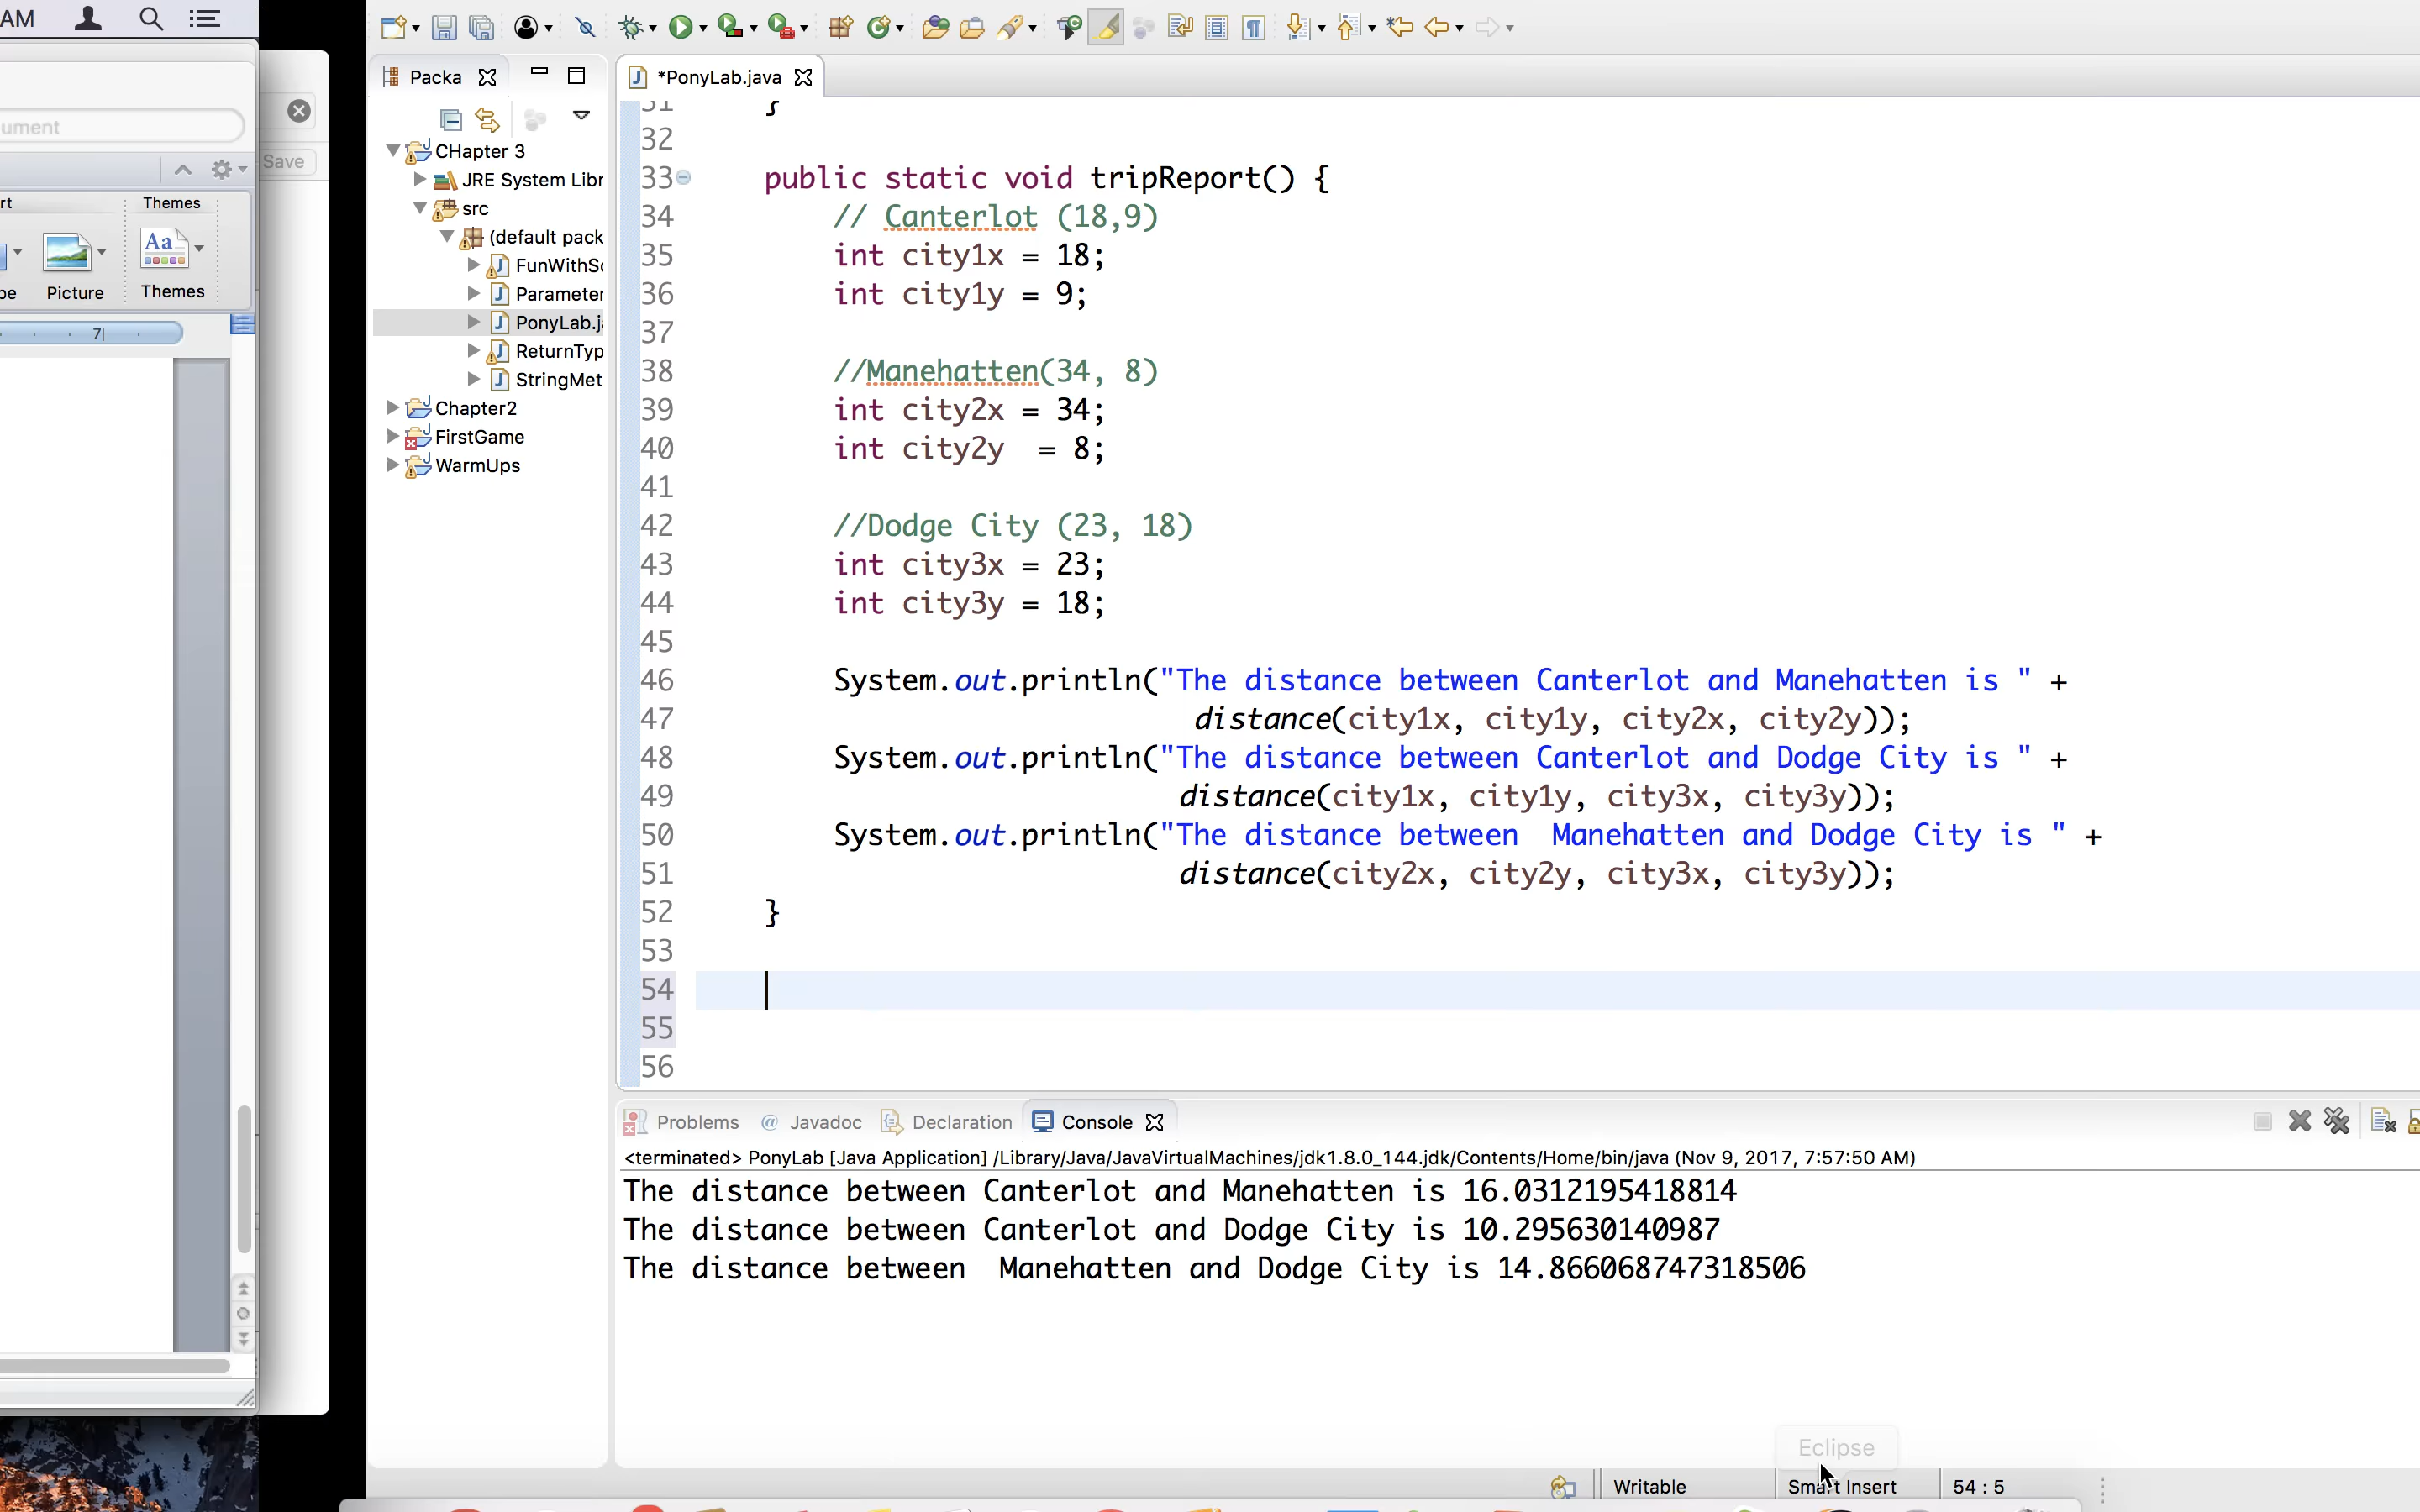 AM
ument
Save
rt
Themes
Aa
pe
Picture
Themes
7
Packa
CHapter 3
JRE System Libr
src
(default pack
FunWithSc
Parameter
PonyLab.ja
ReturnTyp
StringMet
Chapter2
FirstGame
WarmUps
*PonyLab.java
31 }
32
33 public static void tripReport() {
34 // Canterlot (18,9)
35 int city1x = 18;
36 int city1y = 9;
37
38 //Manehatten(34, 8)
39 int city2x = 34;
40 int city2y  = 8;
41
42 //Dodge City (23, 18)
43 int city3x = 23;
44 int city3y = 18;
45
46 System.out.println("The distance between Canterlot and Manehatten is " +
47 distance(city1x, city1y, city2x, city2y));
48 System.out.println("The distance between Canterlot and Dodge City is " +
49 distance(city1x, city1y, city3x, city3y));
50 System.out.println("The distance between  Manehatten and Dodge City is " +
51 distance(city2x, city2y, city3x, city3y));
52 }
53
54
55
56
Problems @ Javadoc Declaration Console
<terminated> PonyLab [Java Application] /Library/Java/JavaVirtualMachines/jdk1.8.0_144.jdk/Contents/Home/bin/java (Nov 9, 2017, 7:57:50 AM)
The distance between Canterlot and Manehatten is 16.0312195418814
The distance between Canterlot and Dodge City is 10.295630140987
The distance between  Manehatten and Dodge City is 14.866068747318506
Eclipse
Writable Smart Insert 54 : 5